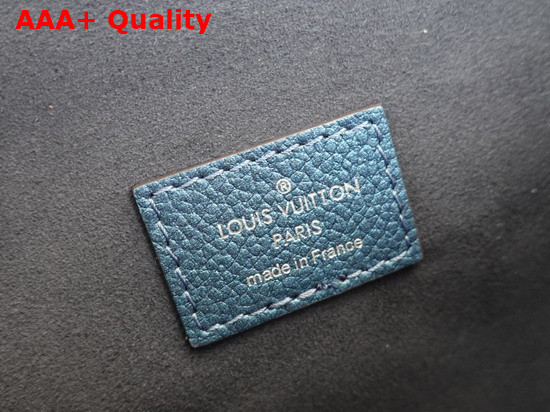 AAA+ Quality
®
LOUIS VUITTON
PARIS
made in France